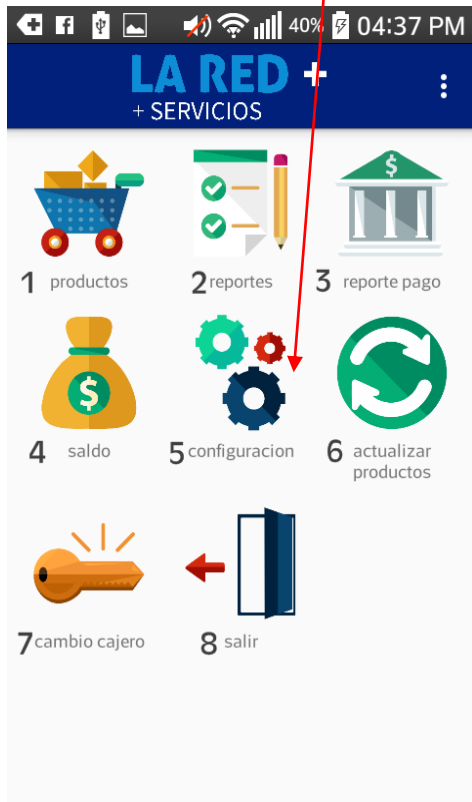 40% 04:37 PM
LA RED +
+ SERVICIOS
1 productos
2 reportes
3 reporte pago
4 saldo
5 configuracion
6 actualizar
productos
7 cambio cajero
8 salir